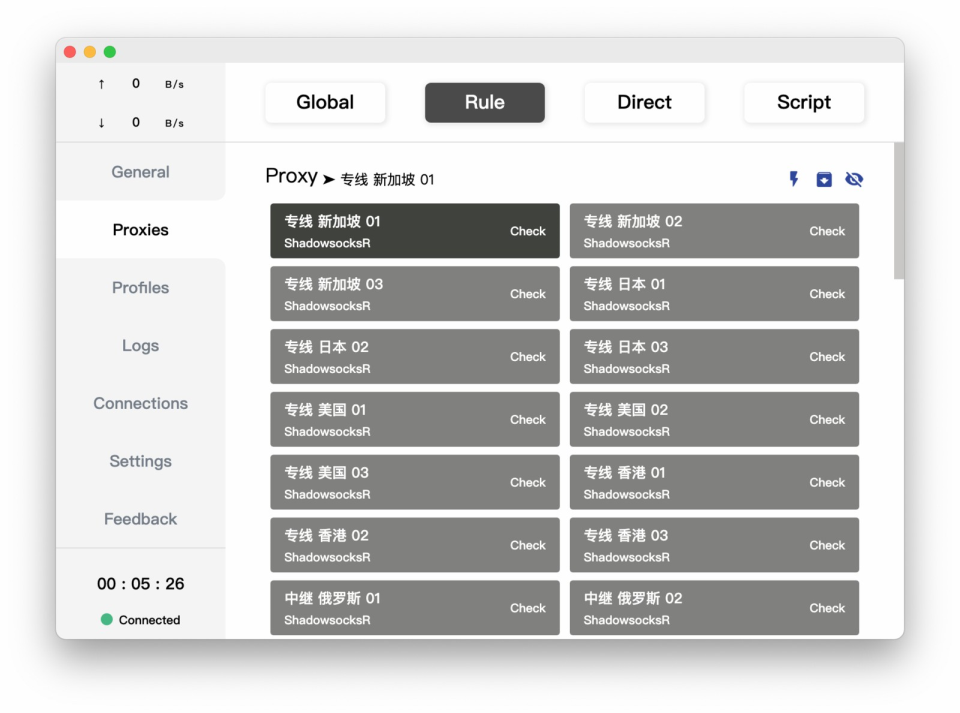 ↑ 0 B/s
↓ 0 B/s
General
Proxies
Profiles
Logs
Connections
Settings
Feedback
00 : 05 : 26
Connected
Global
Rule
Direct
Script
Proxy ➤ 专线 新加坡 01
专线 新加坡 01
ShadowsocksR
Check
专线 新加坡 02
ShadowsocksR
Check
专线 新加坡 03
ShadowsocksR
Check
专线 日本 01
ShadowsocksR
Check
专线 日本 02
ShadowsocksR
Check
专线 日本 03
ShadowsocksR
Check
专线 美国 01
ShadowsocksR
Check
专线 美国 02
ShadowsocksR
Check
专线 美国 03
ShadowsocksR
Check
专线 香港 01
ShadowsocksR
Check
专线 香港 02
ShadowsocksR
Check
专线 香港 03
ShadowsocksR
Check
中继 俄罗斯 01
ShadowsocksR
Check
中继 俄罗斯 02
ShadowsocksR
Check